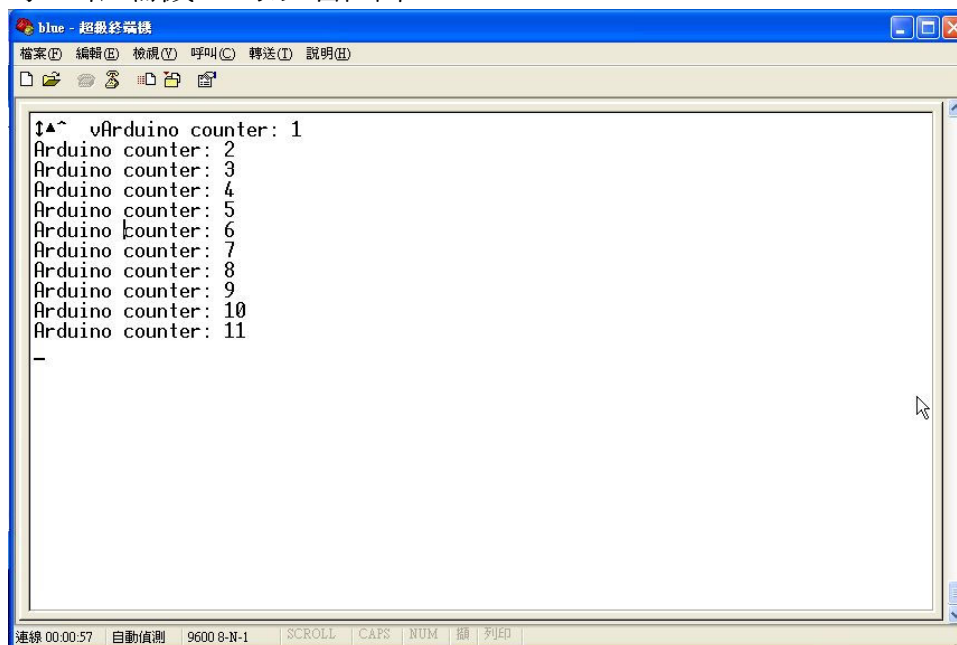 blue - 超級終端機
檔案(F) 編輯(E) 檢視(V) 呼叫(C) 轉送(T) 說明(H)
↕▲^ vArduino counter: 1
Arduino counter: 2
Arduino counter: 3
Arduino counter: 4
Arduino counter: 5
Arduino counter: 6
Arduino counter: 7
Arduino counter: 8
Arduino counter: 9
Arduino counter: 10
Arduino counter: 11
_
連線 00:00:57 自動偵測 9600 8-N-1 SCROLL CAPS NUM 擷 列印